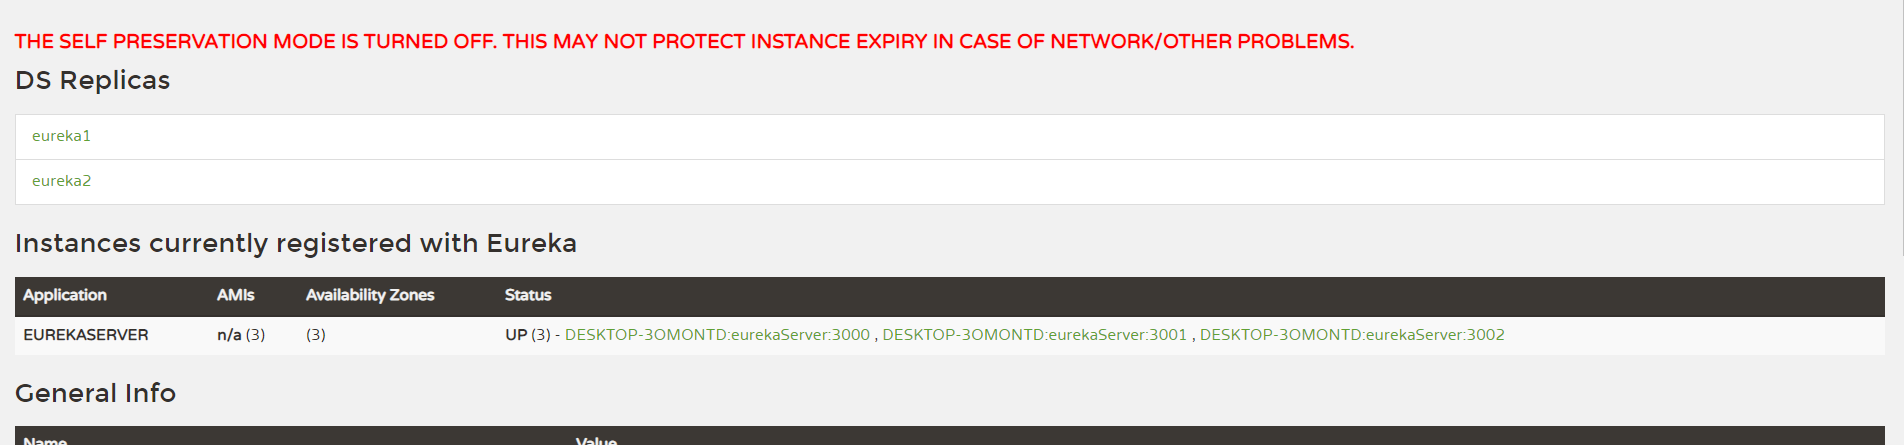 THE SELF PRESERVATION MODE IS TURNED OFF. THIS MAY NOT PROTECT INSTANCE EXPIRY IN CASE OF NETWORK/OTHER PROBLEMS.
DS Replicas
eureka1
eureka2
Instances currently registered with Eureka
Application AMIs Availability Zones Status
EUREKASERVER n/a (3) (3) UP (3) - DESKTOP-3OMONTD:eurekaServer:3000 , DESKTOP-3OMONTD:eurekaServer:3001 , DESKTOP-3OMONTD:eurekaServer:3002
General Info
Name Value